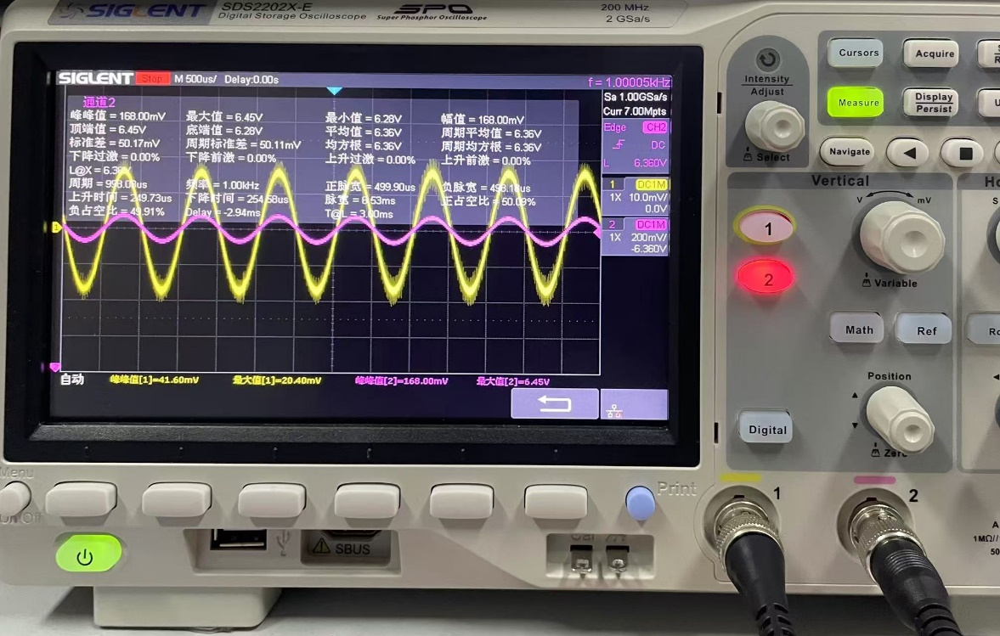 SIGLENT SDS2202X-E
Digital Storage Oscilloscope
SPO
Super Phosphor Oscilloscope
200 MHz
2 GSa/s
SIGLENT Stop M 500us/ Delay:0.00s f = 1.00005kHz
Sa 1.00GSa/s
Curr 7.00Mpts
Edge CH2
DC
L 6.360V
1 DC1M
1X 10.0mV/
0.0V
2 DC1M
1X 200mV/
-6.360V
通道2
峰峰值 = 168.00mV 最大值 = 6.45V 最小值 = 6.28V 幅值 = 168.00mV
顶端值 = 6.45V 底端值 = 6.28V 平均值 = 6.36V 周期平均值 = 6.36V
标准差 = 50.17mV 周期标准差 = 50.11mV 均方根 = 6.36V 周期均方根 = 6.36V
下降过激 = 0.00% 下降前激 = 0.00% 上升过激 = 0.00% 上升前激 = 0.00%
L@X =
周期 = 频率 = 1.00kHz 正脉宽 = 499.90us 负脉宽 =
上升时间 = 249.73us 下降时间 = 脉宽 = 正占空比 = 50.09%
负占空比 = 49.91% Delay = -2.94ms T@L =
1
2
自动 峰峰值[1]=41.60mV 最大值[1]=20.40mV 峰峰值[2]=168.00mV 最大值[2]=6.45V
Intensity
Adjust
Select
Cursors
Acquire
Measure
Display
Persist
Navigate
Vertical
V mV
1
2
Variable
Math
Ref
Position
Digital
Zero
1
2
1MΩ//
Menu
On/Off
Print
SBUS
Cal